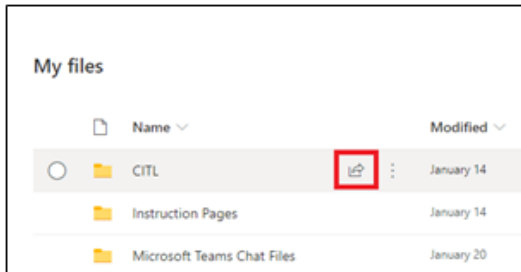 My files
Name Modified
CITL January 14
Instruction Pages January 14
Microsoft Teams Chat Files January 20